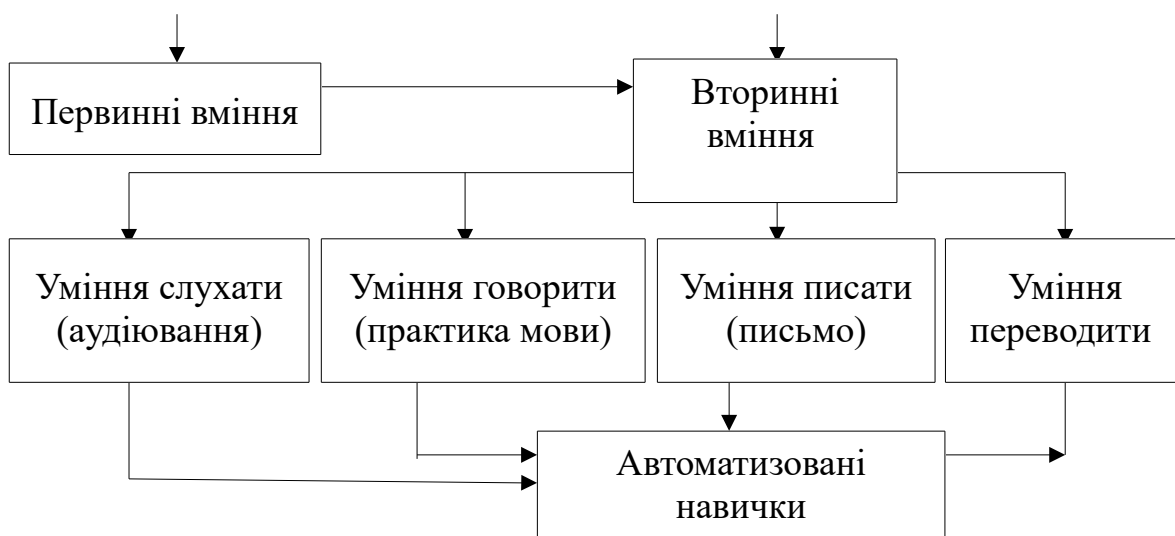 Первинні вміння
Вторинні
вміння
Уміння слухати
(аудіювання)
Уміння говорити
(практика мови)
Уміння писати
(письмо)
Уміння
переводити
Автоматизовані
навички